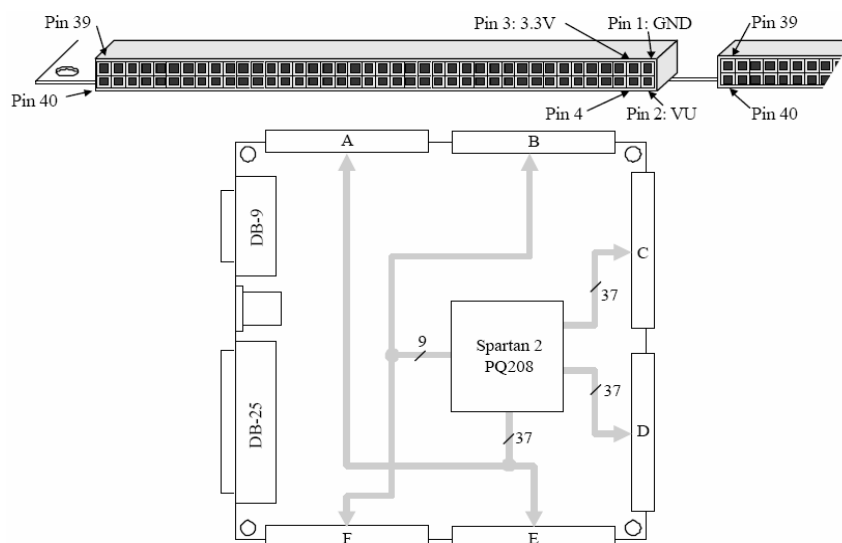 Pin 39
Pin 3: 3.3V
Pin 1: GND
Pin 39
Pin 40
Pin 4
Pin 2: VU
Pin 40
A
B
DB-9
C
37
9
Spartan 2
PQ208
37
DB-25
37
D
F
E